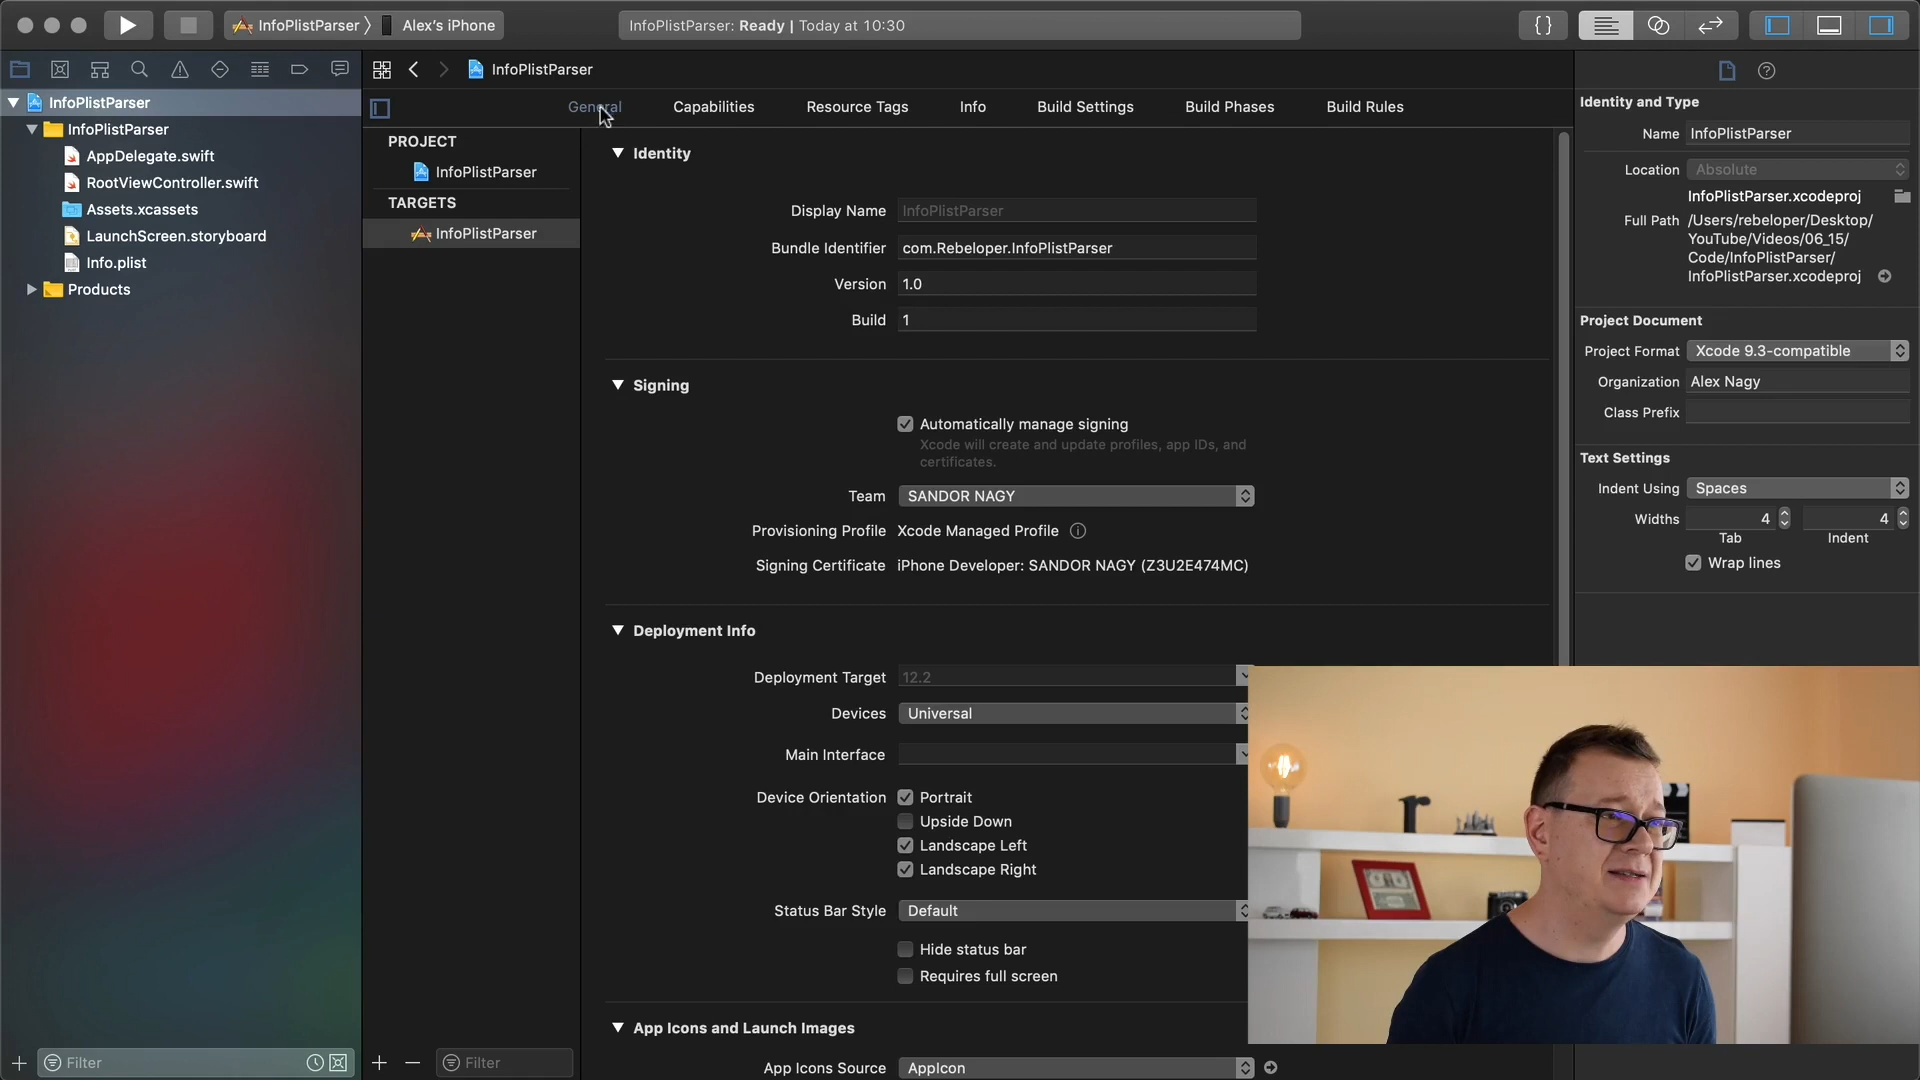 InfoPlistParser 〉 Alex's iPhone
InfoPlistParser: Ready | Today at 10:30
{ }
InfoPlistParser
InfoPlistParser
AppDelegate.swift
RootViewController.swift
Assets.xcassets
LaunchScreen.storyboard
Info.plist
Products
Filter
InfoPlistParser
General Capabilities Resource Tags Info Build Settings Build Phases Build Rules
PROJECT
InfoPlistParser
TARGETS
InfoPlistParser
Filter
Identity
Display Name InfoPlistParser
Bundle Identifier com.Rebeloper.InfoPlistParser
Version 1.0
Build 1
Signing
Automatically manage signing
Xcode will create and update profiles, app IDs, and
certificates.
Team SANDOR NAGY
Provisioning Profile Xcode Managed Profile
Signing Certificate iPhone Developer: SANDOR NAGY (Z3U2E474MC)
Deployment Info
Deployment Target 12.2
Devices Universal
Main Interface
Device Orientation Portrait
Upside Down
Landscape Left
Landscape Right
Status Bar Style Default
Hide status bar
Requires full screen
App Icons and Launch Images
App Icons Source AppIcon
Identity and Type
Name InfoPlistParser
Location Absolute
InfoPlistParser.xcodeproj
Full Path /Users/rebeloper/Desktop/
YouTube/Videos/06_15/
Code/InfoPlistParser/
InfoPlistParser.xcodeproj
Project Document
Project Format Xcode 9.3-compatible
Organization Alex Nagy
Class Prefix
Text Settings
Indent Using Spaces
Widths 4 4
Tab Indent
Wrap lines